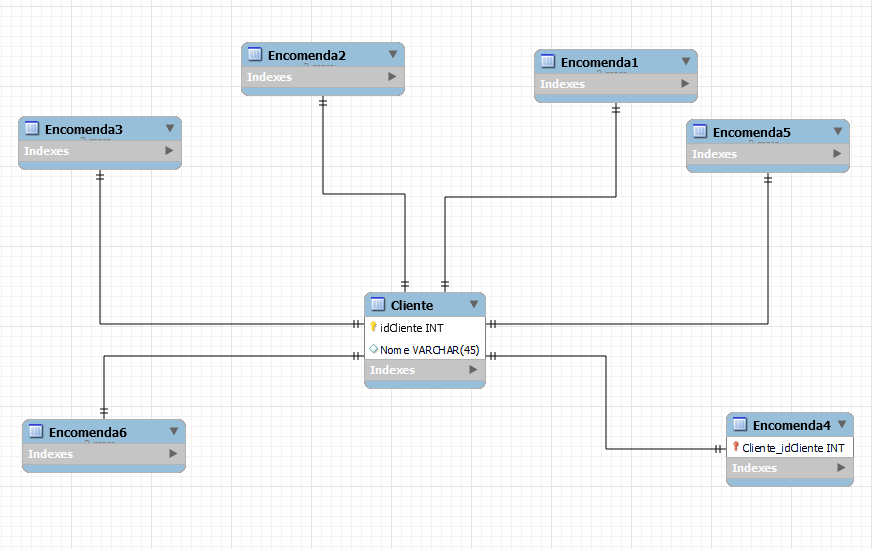 Encomenda2
Indexes
Encomenda1
Indexes
Encomenda3
Indexes
Encomenda5
Indexes
Cliente
idCliente INT
Nome VARCHAR(45)
Indexes
Encomenda6
Indexes
Encomenda4
Cliente_idCliente INT
Indexes